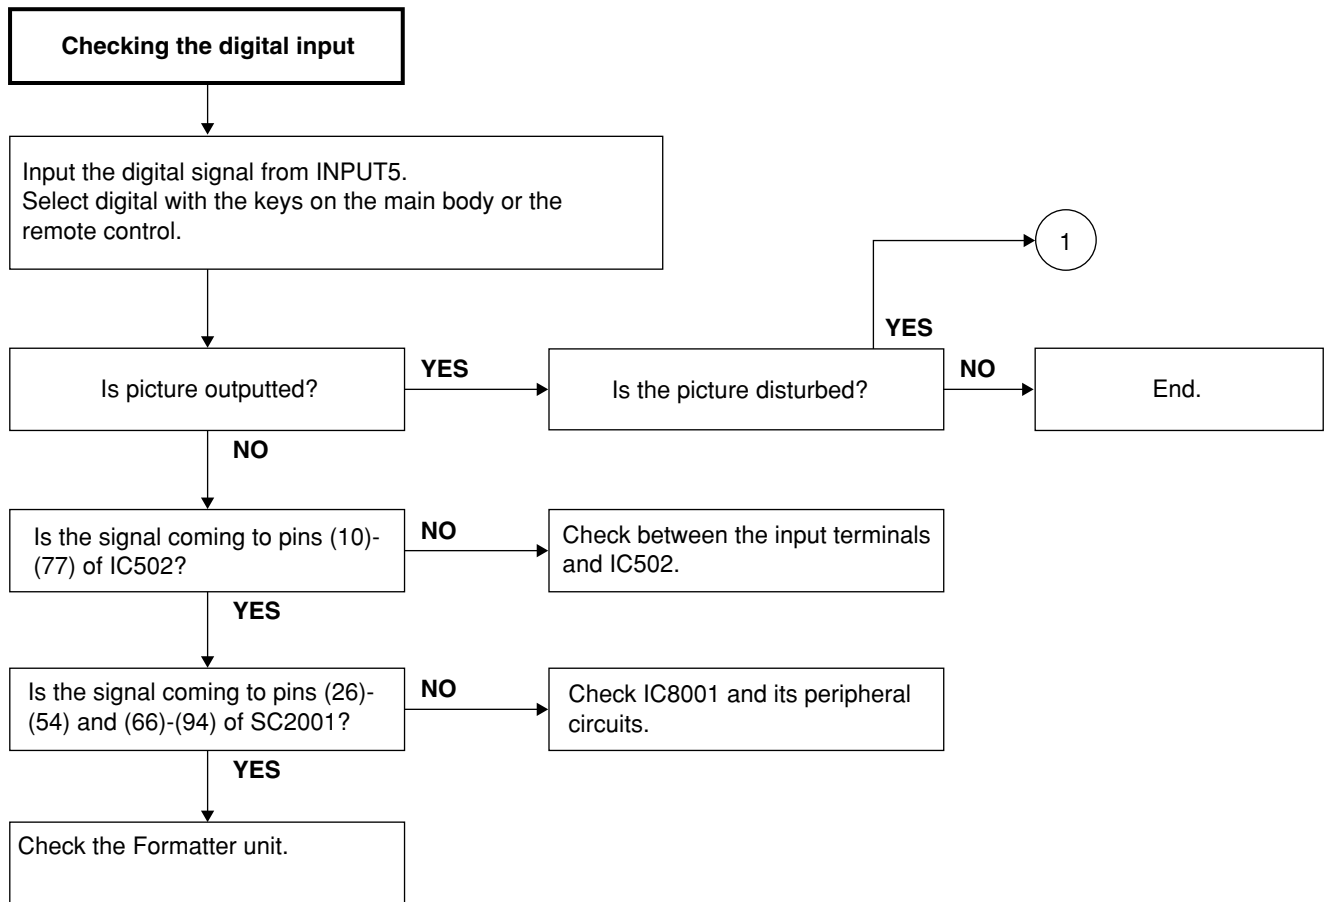 Checking the digital input
Input the digital signal from INPUT5.
Select digital with the keys on the main body or the
remote control.
1
YES
Is picture outputted?
YES
Is the picture disturbed?
NO
End.
NO
Is the signal coming to pins (10)-
(77) of IC502?
NO
Check between the input terminals
and IC502.
YES
Is the signal coming to pins (26)-
(54) and (66)-(94) of SC2001?
NO
Check IC8001 and its peripheral
circuits.
YES
Check the Formatter unit.